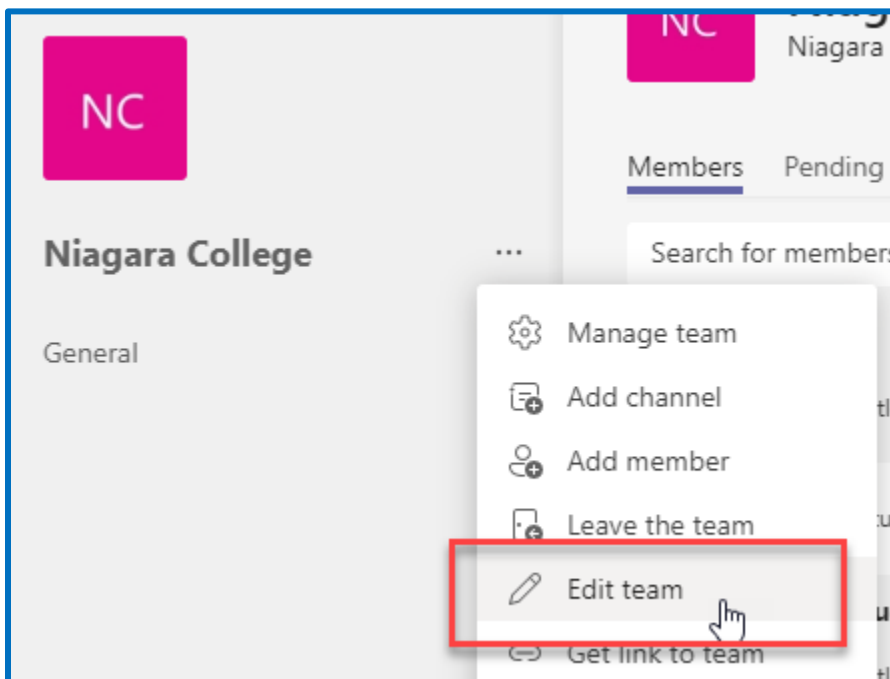 NC
Niagara College
...
General
NC
Niagara
Members Pending
Search for members
Manage team
Add channel
Add member
Leave the team
Edit team
Get link to team